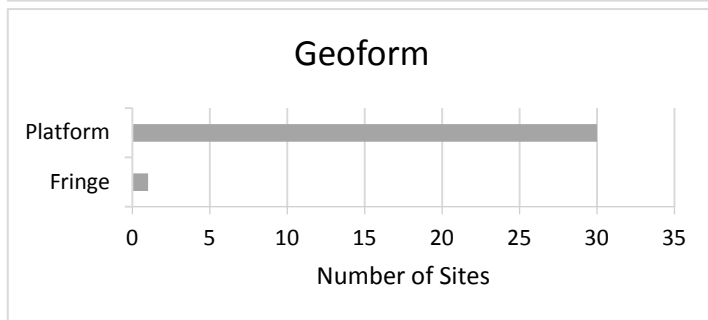 Geoform
Platform
Fringe
0 5 10 15 20 25 30 35
Number of Sites